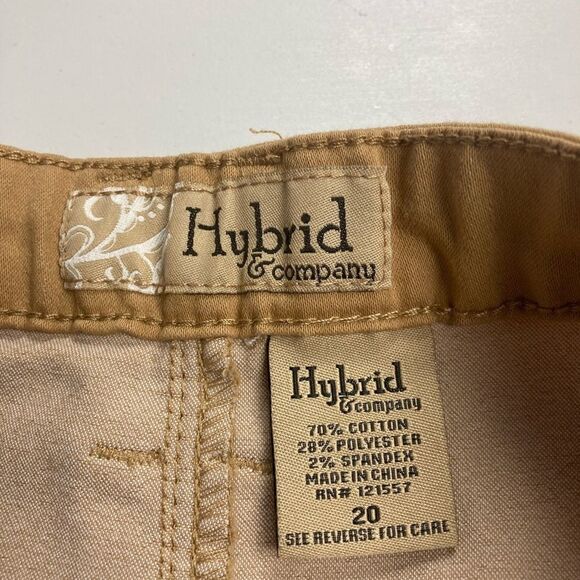 Hybrid
& company
Hybrid
& company
70% COTTON
28% POLYESTER
2% SPANDEX
MADE IN CHINA
RN# 121557
20
SEE REVERSE FOR CARE